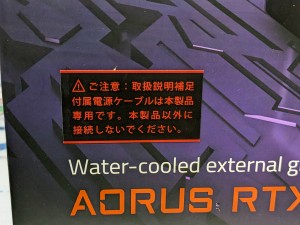 ⚠ご注意：取扱説明補足
付属電源ケーブルは本製品
専用です。本製品以外に
接続しないでください。
Water-cooled external
AORUS RTX